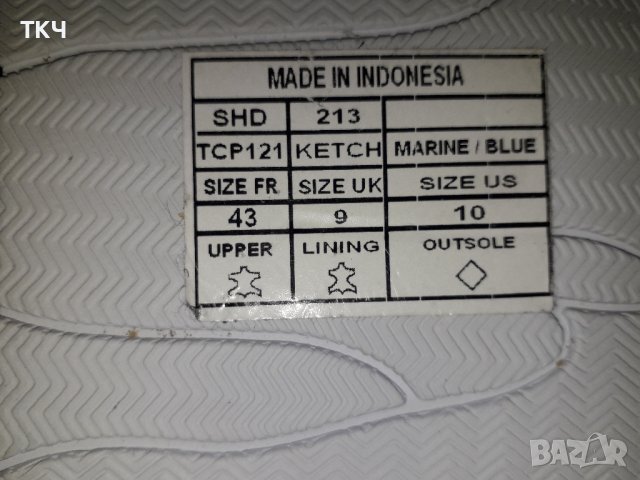 ТКЧ
MADE IN INDONESIA
SHD 213
TCP121 KETCH MARINE / BLUE
SIZE FR SIZE UK SIZE US
43 9 10
UPPER LINING OUTSOLE
BAZAR